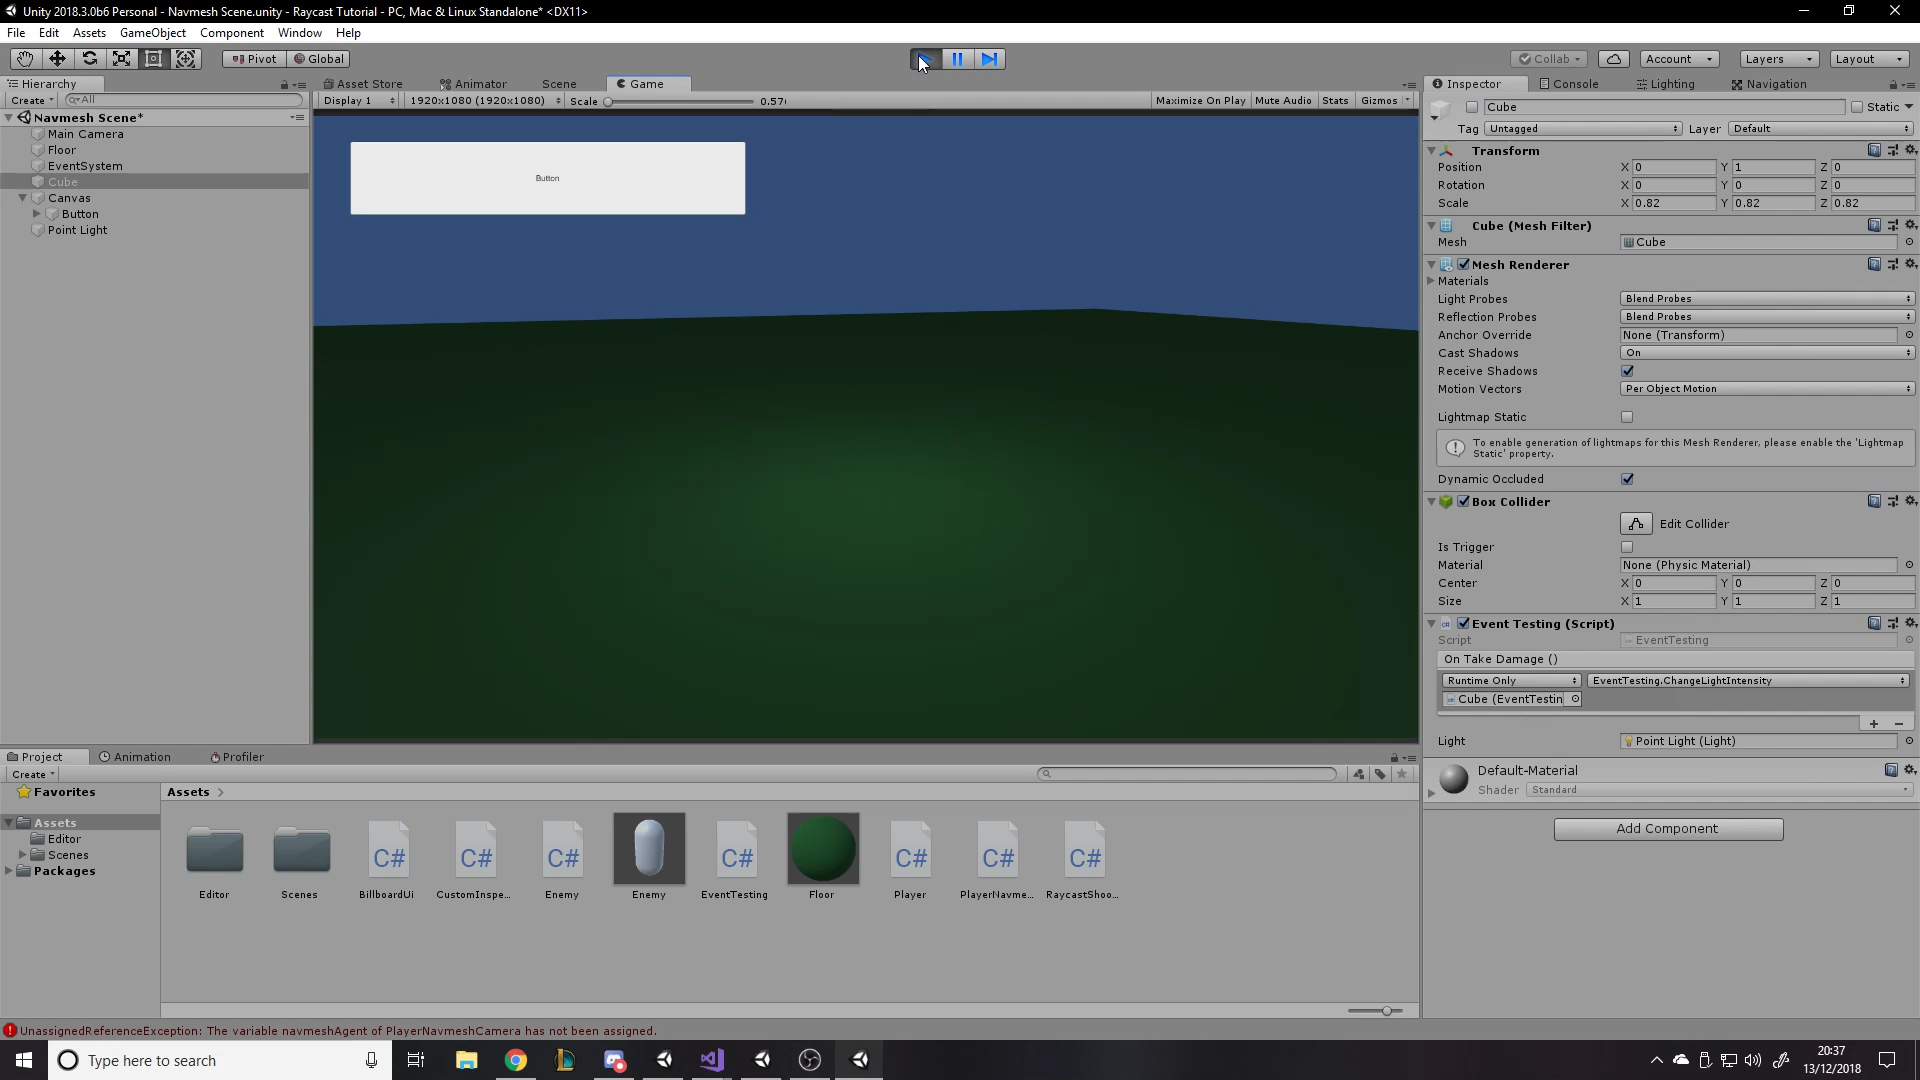 Unity 2018.3.0b6 Personal - Navmesh Scene.unity - Raycast Tutorial - PC, Mac & Linux Standalone* <DX11>
File Edit Assets GameObject Component Window Help
Pivot Global Collab Account Layers Layout
Hierarchy Asset Store Animator Scene Game Inspector Console Lighting Navigation
Create All Display 1 1920x1080 (1920x1080) Scale Maximize On Play Mute Audio Stats Gizmos
Cube Static
Navmesh Scene*
Main Camera
Floor
EventSystem
Cube
Canvas
Button
Point Light
Button
Tag Untagged Layer Default
Transform
Position X 0 Y 1 Z 0
Rotation X 0 Y 0 Z 0
Scale X 0.82 Y 0.82 Z 0.82
Cube (Mesh Filter)
Mesh Cube
Mesh Renderer
Materials
Light Probes Blend Probes
Reflection Probes Blend Probes
Anchor Override None (Transform)
Cast Shadows On
Receive Shadows
Motion Vectors Per Object Motion
Lightmap Static
To enable generation of lightmaps for this Mesh Renderer, please enable the 'Lightmap
Static' property.
Dynamic Occluded
Box Collider
Edit Collider
Is Trigger
Material None (Physic Material)
Center X 0 Y 0 Z 0
Size X 1 Y 1 Z 1
Event Testing (Script)
Script EventTesting
On Take Damage ()
Runtime Only EventTesting.ChangeLightIntensity
Cube (EventTestin
Light Point Light (Light)
Default-Material
Shader Standard
Add Component
Project Animation Profiler
Create
Favorites
Assets
Editor
Scenes
Packages
Assets
C# C# C# C# C# C# C#
Editor Scenes BillboardUi CustomInspe... Enemy Enemy EventTesting Floor Player PlayerNavme... RaycastShoo...
UnassignedReferenceException: The variable navmeshAgent of PlayerNavmeshCamera has not been assigned.
Type here to search
20:37
13/12/2018